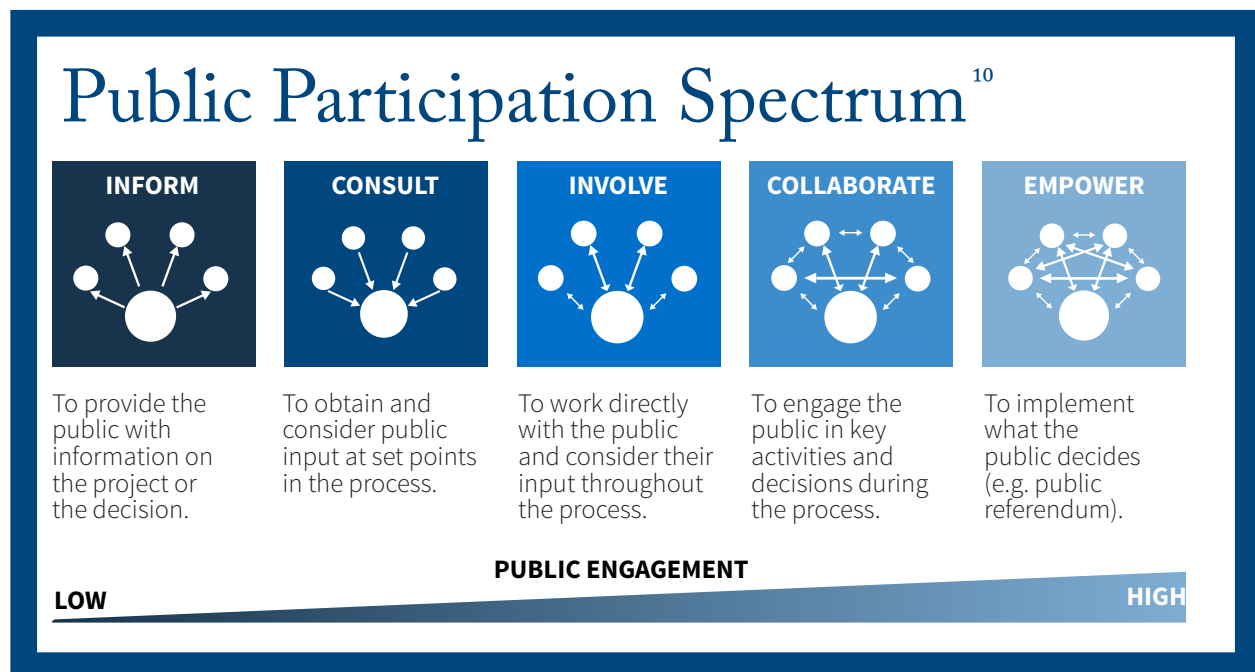 Public Participation Spectrum 10
INFORM
To provide the
public with
information on
the project or
the decision.
CONSULT
To obtain and
consider public
input at set points
in the process.
INVOLVE
To work directly
with the public
and consider their
input throughout
the process.
COLLABORATE
To engage the
public in key
activities and
decisions during
the process.
EMPOWER
To implement
what the
public decides
(e.g. public
referendum).
PUBLIC ENGAGEMENT
LOW
HIGH